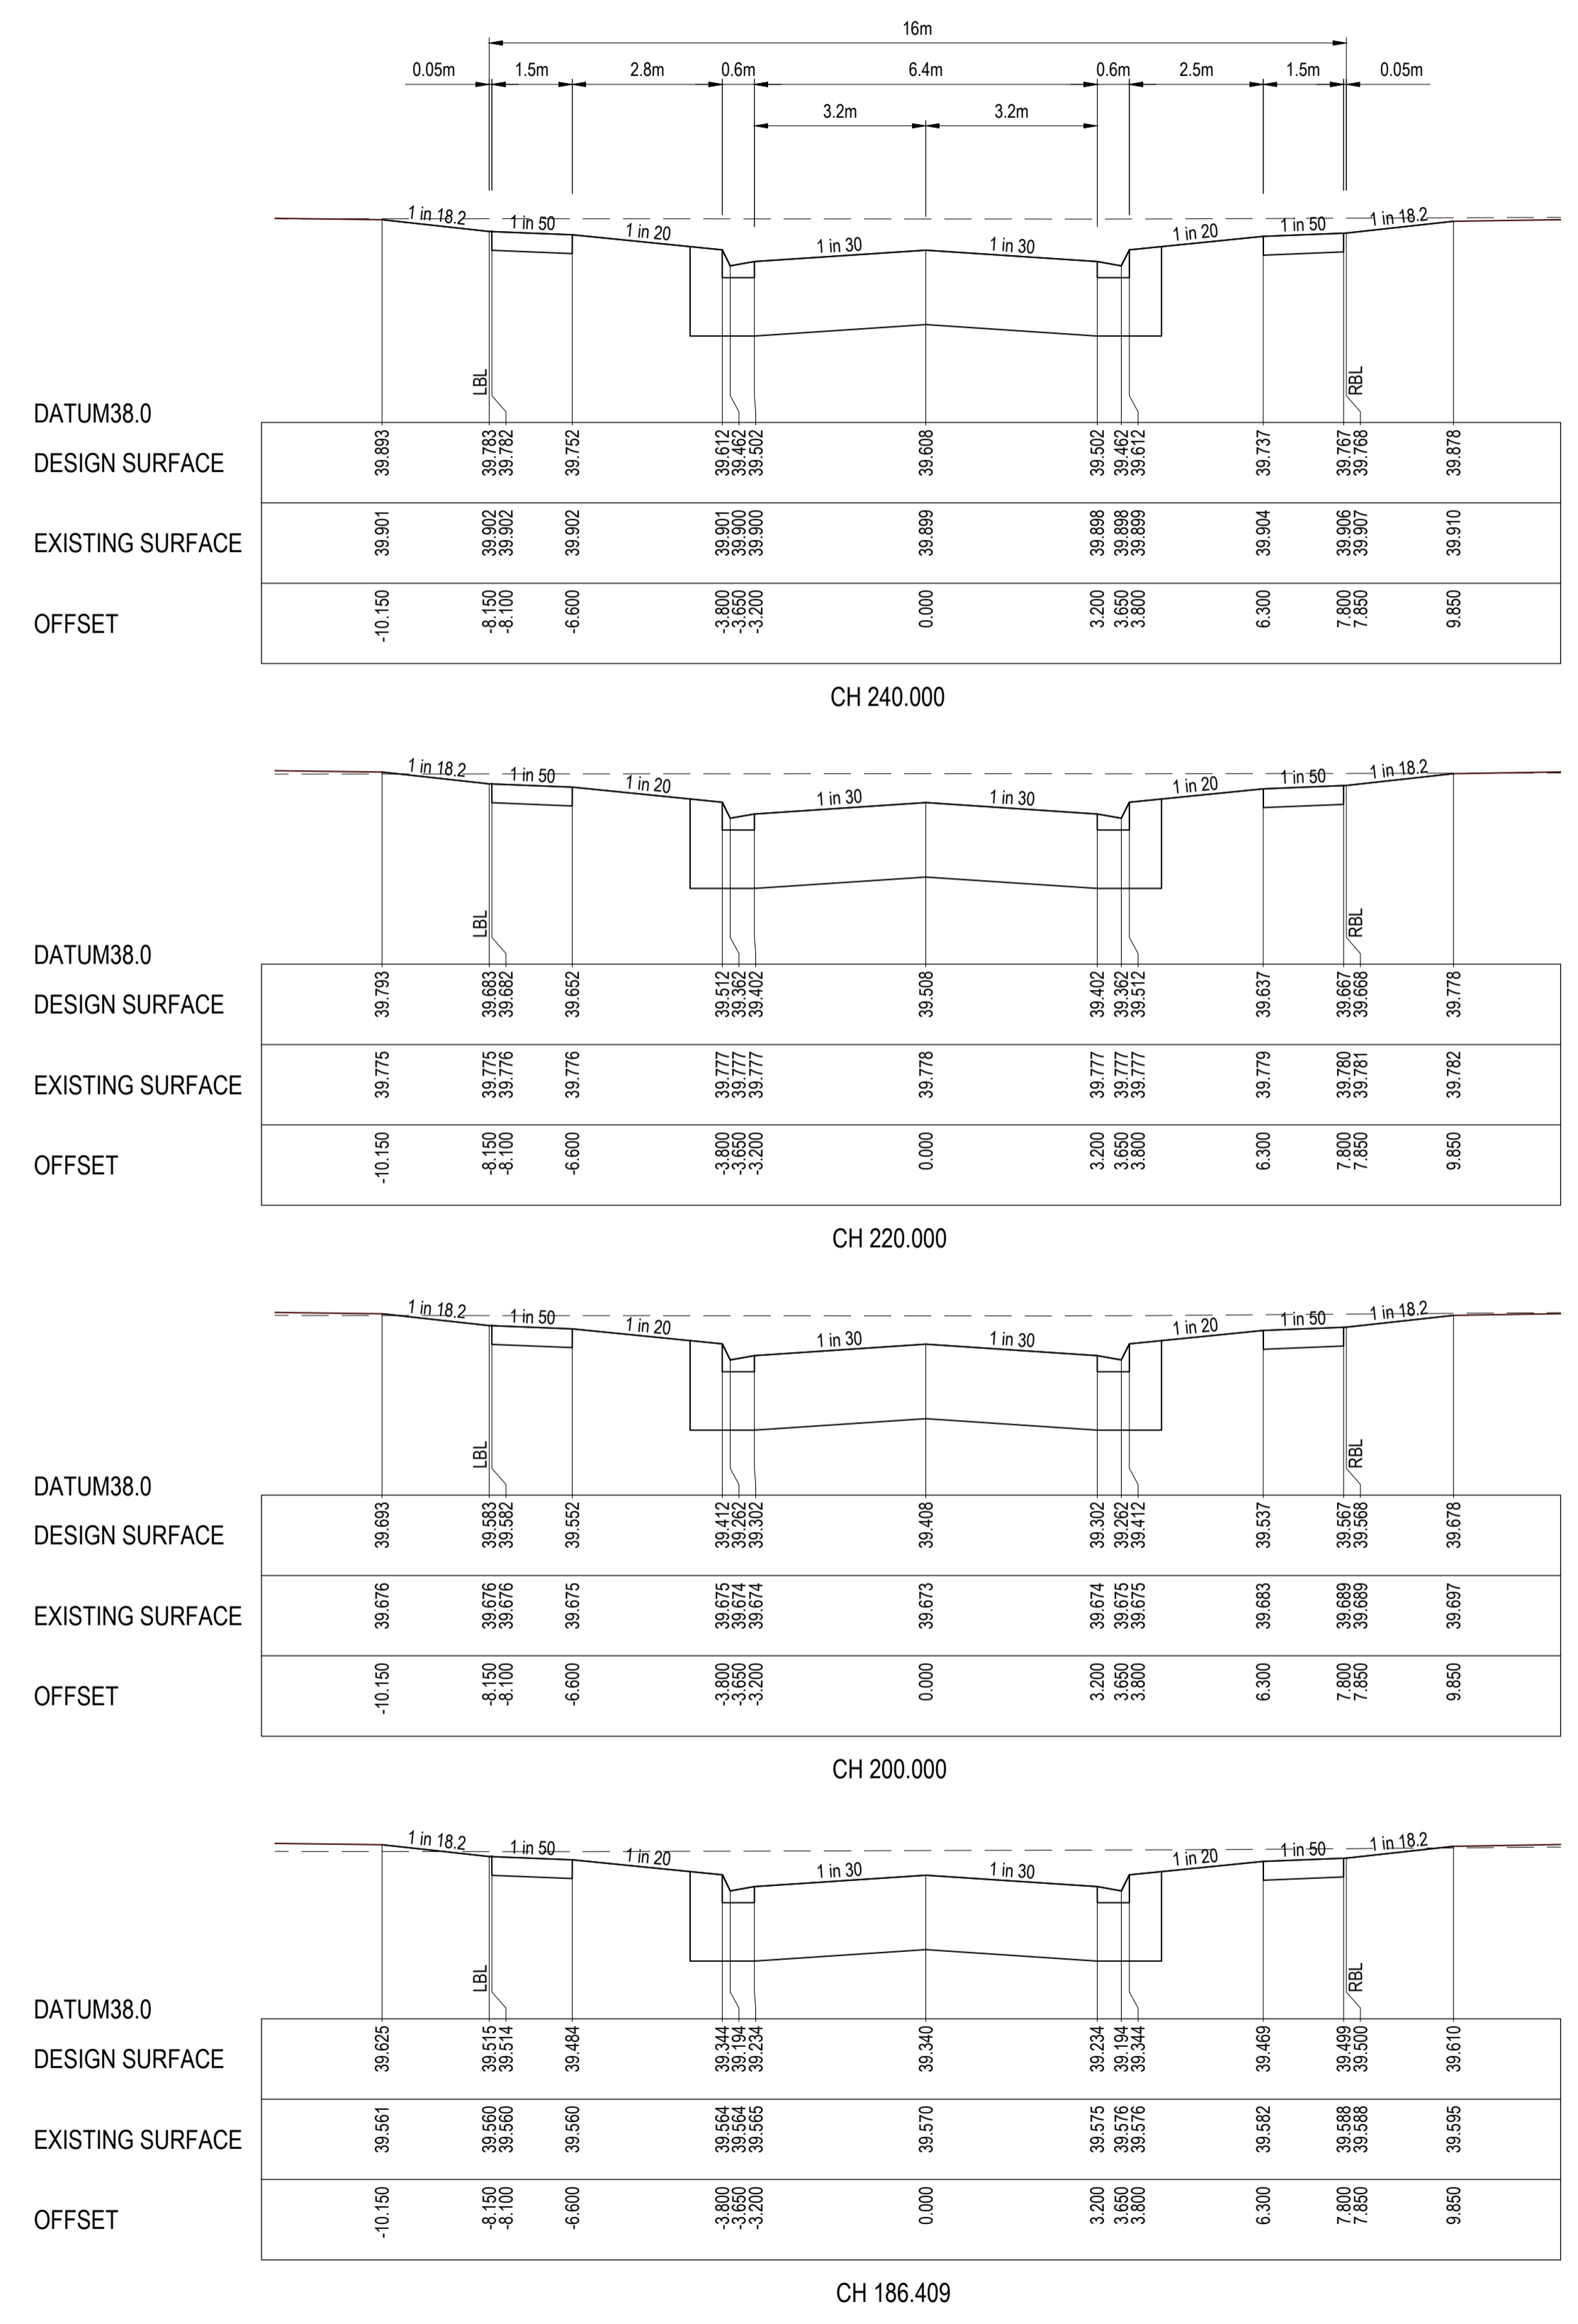 16m
0.05m 1.5m 2.8m 0.6m 6.4m 0.6m 2.5m 1.5m 0.05m
3.2m 3.2m
1 in 18.2 1 in 50 1 in 20 1 in 30 1 in 30 1 in 20 1 in 50 1 in 18.2
LBL RBL
DATUM38.0
DESIGN SURFACE 39.893 39.783 39.782 39.752 39.612 39.462 39.502 39.608 39.502 39.462 39.612 39.737 39.767 39.768 39.878
EXISTING SURFACE 39.901 39.902 39.902 39.902 39.901 39.900 39.900 39.899 39.898 39.898 39.899 39.904 39.906 39.907 39.910
OFFSET -10.150 -8.150 -8.100 -6.600 -3.800 -3.650 -3.200 0.000 3.200 3.650 3.800 6.300 7.800 7.850 9.850
CH 240.000
1 in 18.2 1 in 50 1 in 20 1 in 30 1 in 30 1 in 20 1 in 50 1 in 18.2
LBL RBL
DATUM38.0
DESIGN SURFACE 39.793 39.683 39.682 39.652 39.512 39.362 39.402 39.508 39.402 39.362 39.512 39.637 39.667 39.668 39.778
EXISTING SURFACE 39.775 39.775 39.776 39.776 39.777 39.777 39.777 39.778 39.777 39.777 39.777 39.779 39.780 39.781 39.782
OFFSET -10.150 -8.150 -8.100 -6.600 -3.800 -3.650 -3.200 0.000 3.200 3.650 3.800 6.300 7.800 7.850 9.850
CH 220.000
1 in 18.2 1 in 50 1 in 20 1 in 30 1 in 30 1 in 20 1 in 50 1 in 18.2
LBL RBL
DATUM38.0
DESIGN SURFACE 39.693 39.583 39.582 39.552 39.412 39.262 39.302 39.408 39.302 39.262 39.412 39.537 39.567 39.568 39.678
EXISTING SURFACE 39.676 39.676 39.676 39.675 39.675 39.674 39.674 39.673 39.674 39.675 39.675 39.683 39.689 39.689 39.697
OFFSET -10.150 -8.150 -8.100 -6.600 -3.800 -3.650 -3.200 0.000 3.200 3.650 3.800 6.300 7.800 7.850 9.850
CH 200.000
1 in 18.2 1 in 50 1 in 20 1 in 30 1 in 30 1 in 20 1 in 50 1 in 18.2
LBL RBL
DATUM38.0
DESIGN SURFACE 39.625 39.515 39.514 39.484 39.344 39.194 39.234 39.340 39.234 39.194 39.344 39.469 39.499 39.500 39.610
EXISTING SURFACE 39.561 39.560 39.560 39.560 39.564 39.564 39.565 39.570 39.575 39.576 39.576 39.582 39.588 39.588 39.595
OFFSET -10.150 -8.150 -8.100 -6.600 -3.800 -3.650 -3.200 0.000 3.200 3.650 3.800 6.300 7.800 7.850 9.850
CH 186.409